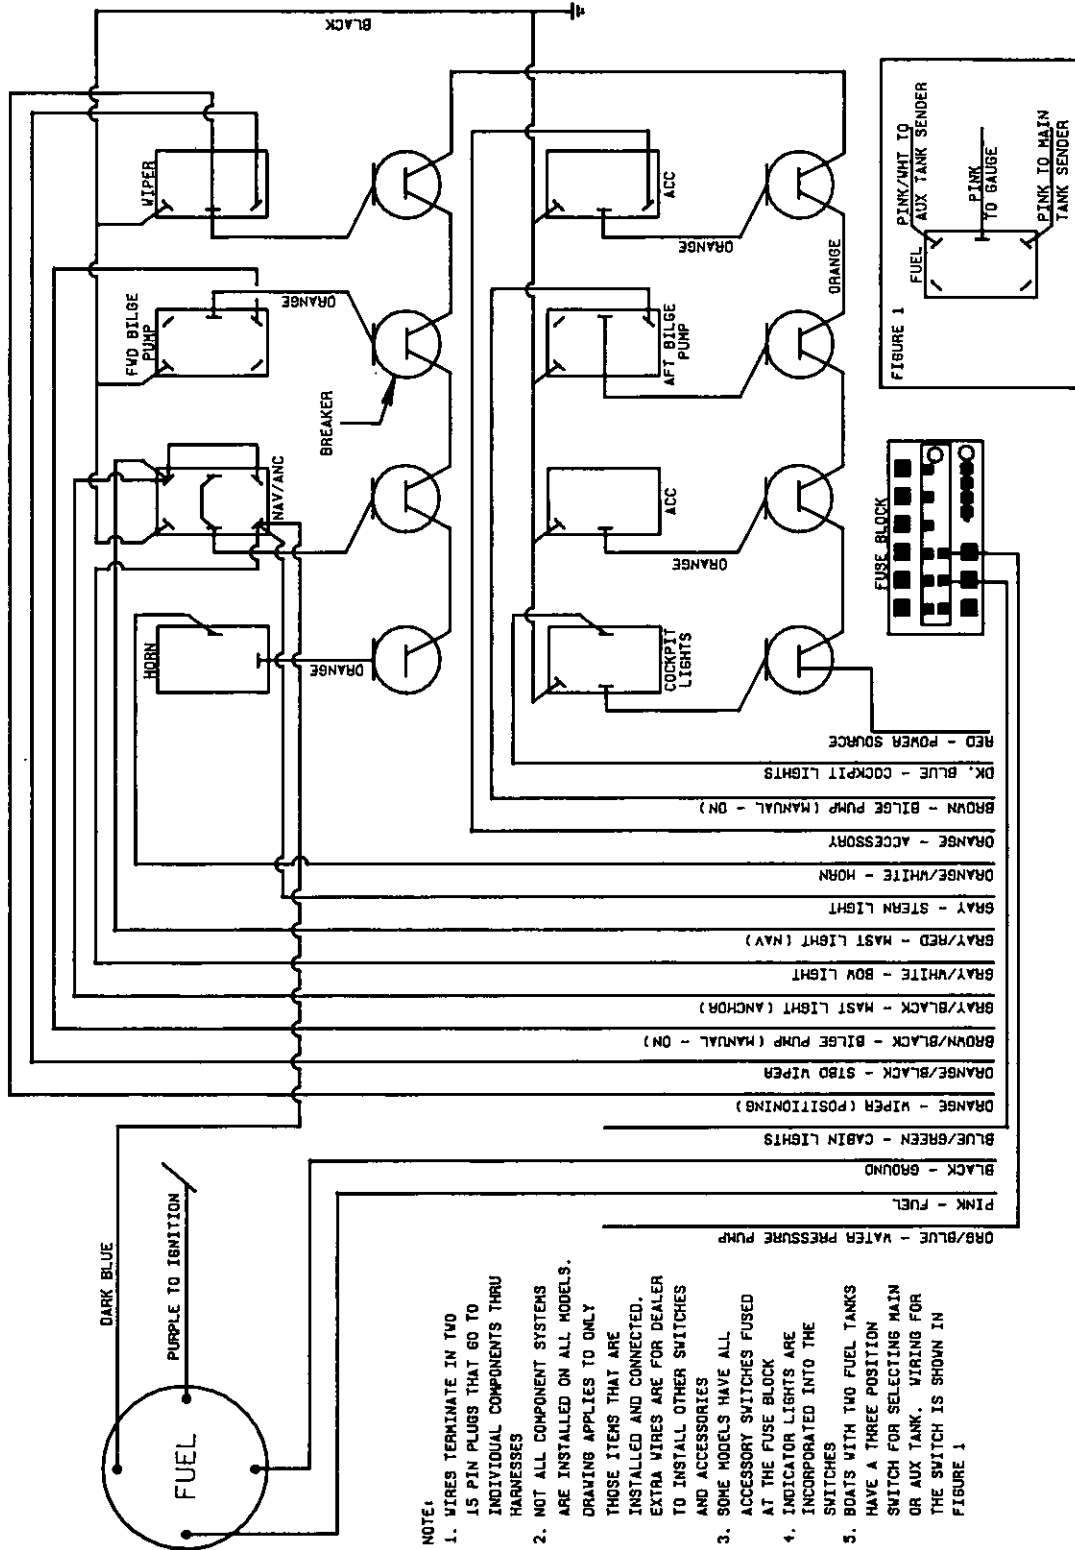 BLACK
WIPER
FWD BILGE
PUMP
NAV/ANC
HORN
ORANGE
ORANGE
BREAKER
ACC
ORANGE
AFT BILGE
PUMP
ACC
ORANGE
COCKPIT
LIGHTS
ORANGE
FUSE BLOCK
FIGURE 1
FUEL
PINK/WHT TO
AUX TANK SENDER
PINK
TO GAUGE
PINK TO MAIN
TANK SENDER
RED - POWER SOURCE
DK. BLUE - COCKPIT LIGHTS
BROWN - BILGE PUMP (MANUAL - ON)
ORANGE - ACCESSORY
ORANGE/WHITE - HORN
GRAY - STERN LIGHT
GRAY/RED - MAST LIGHT (NAV)
GRAY/WHITE - BOW LIGHT
GRAY/BLACK - MAST LIGHT (ANCHOR)
BROWN/BLACK - BILGE PUMP (MANUAL - ON)
ORANGE/BLACK - STBD WIPER
ORANGE - WIPER (POSITIONING)
BLUE/GREEN - CABIN LIGHTS
BLACK - GROUND
PINK - FUEL
ORG/BLUE - WATER PRESSURE PUMP
DARK BLUE
PURPLE TO IGNITION
FUEL
NOTE:
1. WIRES TERMINATE IN TWO
15 PIN PLUGS THAT GO TO
INDIVIDUAL COMPONENTS THRU
HARNESSES
2. NOT ALL COMPONENT SYSTEMS
ARE INSTALLED ON ALL MODELS.
DRAWING APPLIES TO ONLY
THOSE ITEMS THAT ARE
INSTALLED AND CONNECTED.
EXTRA WIRES ARE FOR DEALER
TO INSTALL OTHER SWITCHES
AND ACCESSORIES
3. SOME MODELS HAVE ALL
ACCESSORY SWITCHES FUSED
AT THE FUSE BLOCK
4. INDICATOR LIGHTS ARE
INCORPORATED INTO THE
SWITCHES
5. BOATS WITH TWO FUEL TANKS
HAVE A THREE POSITION
SWITCH FOR SELECTING MAIN
OR AUX TANK. WIRING FOR
THE SWITCH IS SHOWN IN
FIGURE 1